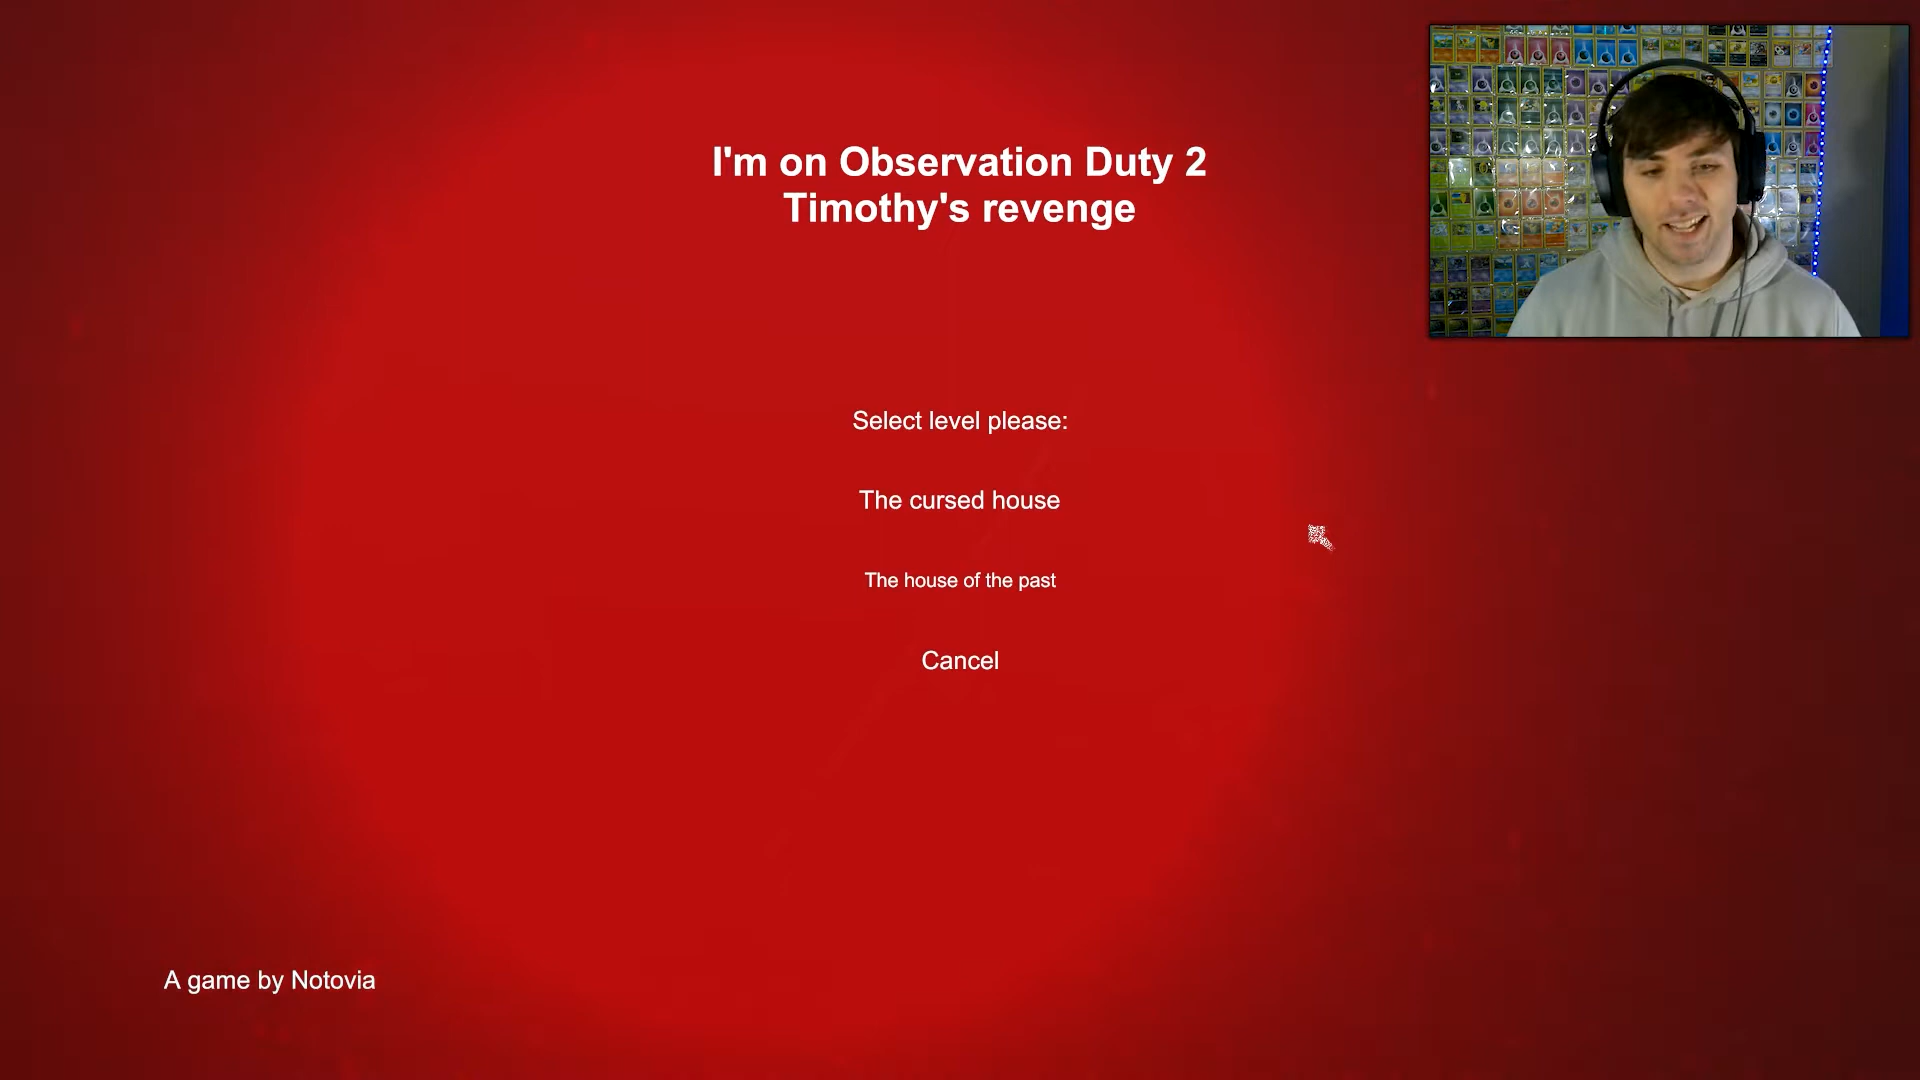 I'm on Observation Duty 2
Timothy's revenge
Select level please:
The cursed house
The house of the past
Cancel
A game by Notovia